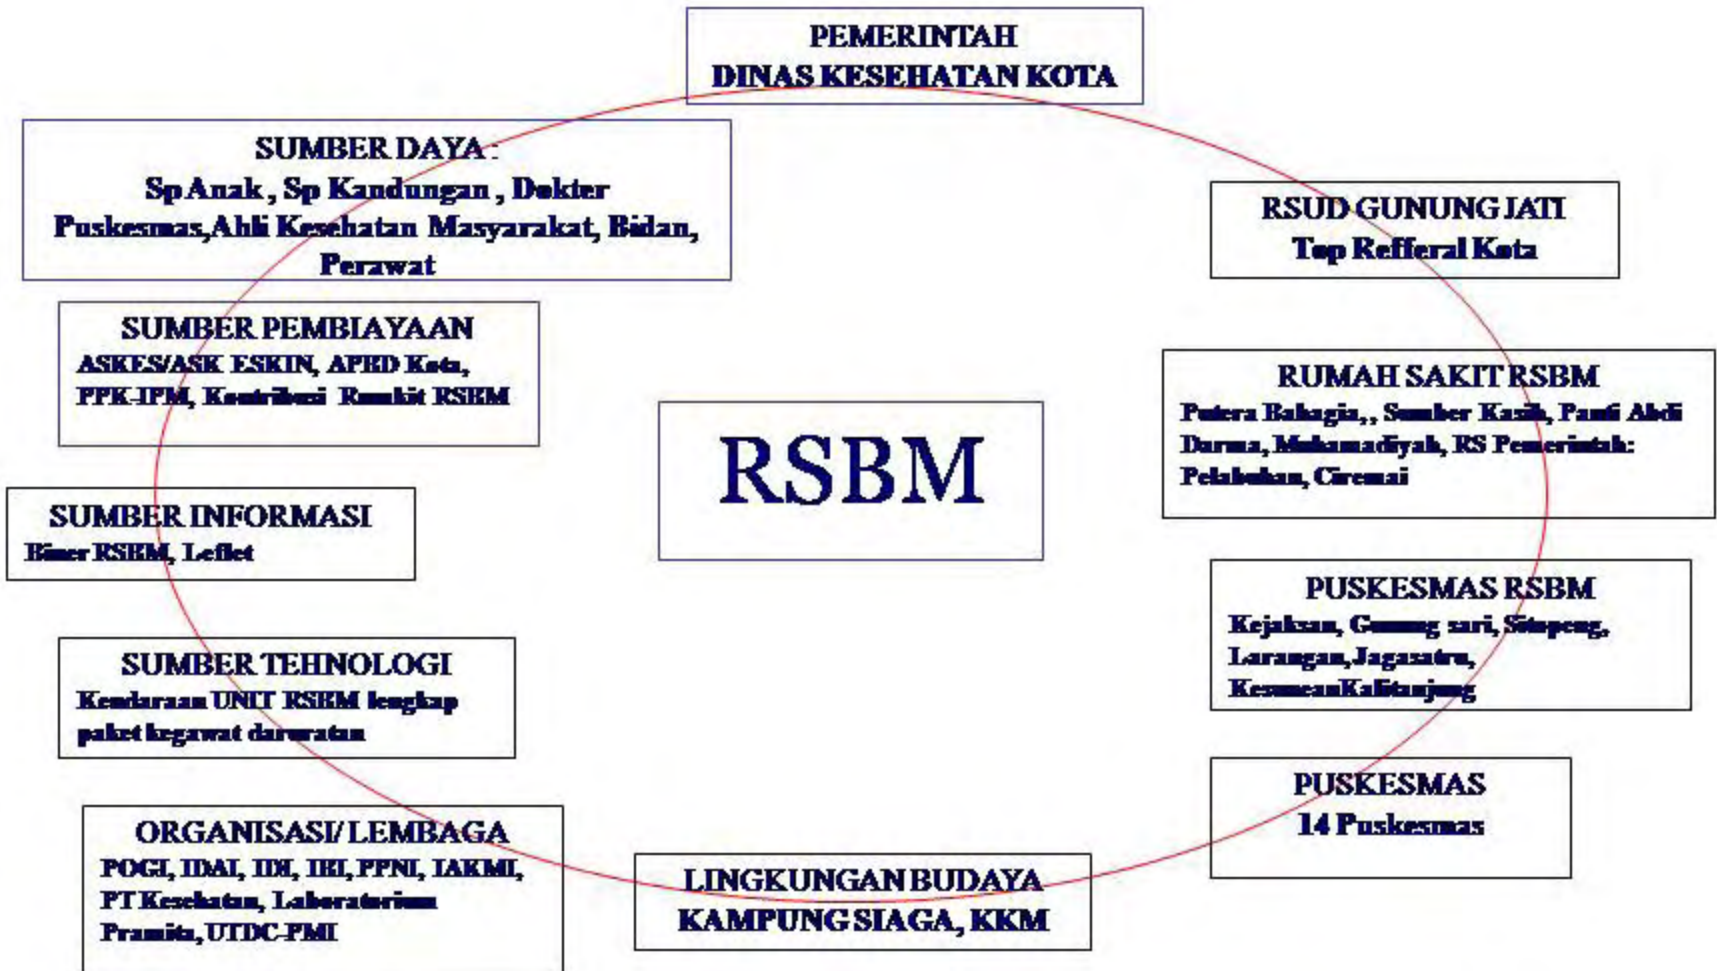 PEMERINTAH
DINAS KESEHATAN KOTA
SUMBER DAYA :
Sp Anak , Sp Kandungan , Dokter
Puskesmas,Ahli Kesehatan Masyarakat, Bidan,
Perawat
RSUD GUNUNG JATI
Top Refferal Kota
SUMBER PEMBIAYAAN
ASKES/ASK ESKIN, APBD Kota,
PPK-JPM, Kontribusi Rumkit RSBM
RUMAH SAKIT RSBM
Putera Bahagia,, Sumber Kasih, Panti Abdi
Darma, Muhamadiyah, RS Pemerintah:
Pelabuhan, Ciremai
RSBM
SUMBER INFORMASI
Biner RSBM, Leflet
PUSKESMAS RSBM
Kejaksan, Gunung sari, Sitopeng,
Larangan,Jagasatru,
KesuneanKalitanjung
SUMBER TEHNOLOGI
Kendaraan UNIT RSBM lengkap
paket kegawat daruratan
PUSKESMAS
14 Puskesmas
ORGANISASI/ LEMBAGA
POGI, IDAI, IDI, IBI, PPNI, IAKMI,
PT Kesehatan, Laboratorium
Pramita, UTDC-PMI
LINGKUNGAN BUDAYA
KAMPUNG SIAGA, KKM